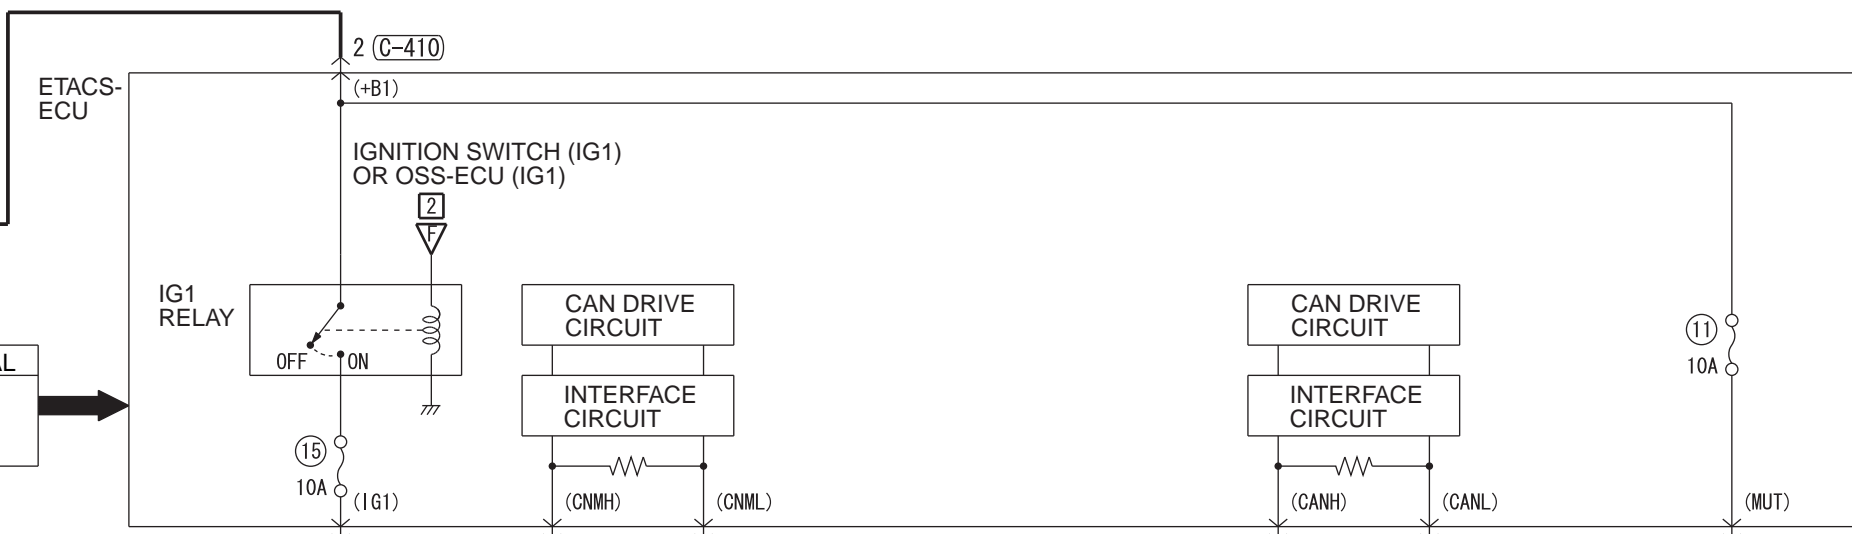 2 (C-410)
ETACS-
ECU
(+B1)
IGNITION SWITCH (IG1)
OR OSS-ECU (IG1)
2
F
IG1
RELAY
OFF
ON
CAN DRIVE
CIRCUIT
INTERFACE
CIRCUIT
CAN DRIVE
CIRCUIT
INTERFACE
CIRCUIT
11
10A
15
10A
(IG1)
(CNMH)
(CNML)
(CANH)
(CANL)
(MUT)